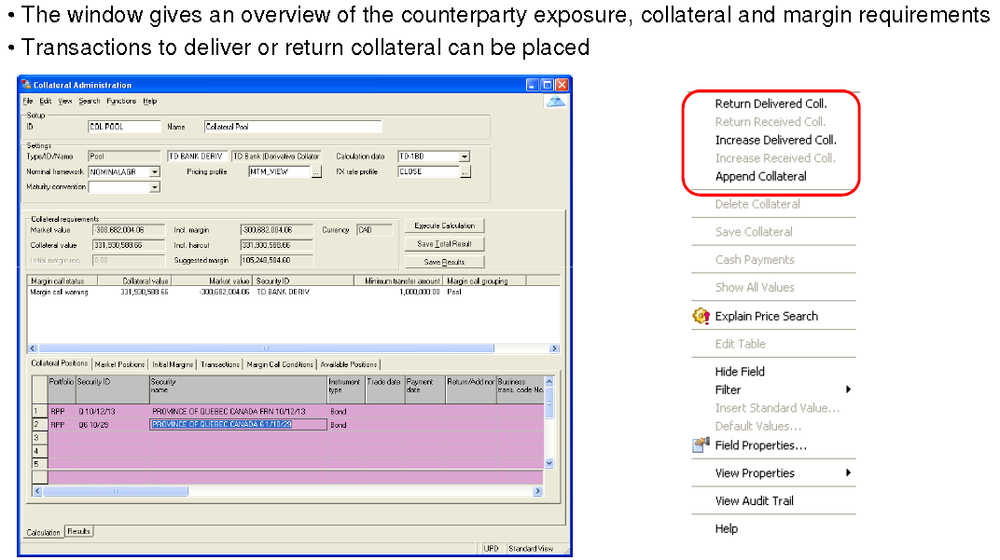 • The window gives an overview of the counterparty exposure, collateral and margin requirements
• Transactions to deliver or return collateral can be placed
Collateral Administration
File Edit View Search Functions Help
Setup
ID COL POOL Name Collateral Pool
Settings
Type/ID/Name Pool TD BANK DERIV TD Bank (Derivative Collater Calculation date TD-1BD
Nominal framework NOMINALAGR Pricing profile MTM_VIEW ... FX rate profile CLOSE ...
Maturity convention
Collateral requirements
Market value -300,682,004.06 Incl. margin -300,682,004.06 Currency CAD Execute Calculation
Collateral value 331,930,588.66 Incl. haircut 331,930,588.66 Save Total Result
Initial margin req. 0.00 Suggested margin 105,248,584.60 Save Results
Margin call status Collateral value Market value Security ID Minimum transfer amount Margin call grouping
Margin call warning 331,930,588.66 -300,682,004.06 TD BANK DERIV 1,000,000.00 Pool
Collateral Positions Market Positions Initial Margins Transactions Margin Call Conditions Available Positions
Portfolio Security ID Security name Instrument type Trade date Payment date Return/Add nor Business trans. code No.
1 RPP Q 10/12/13 PROVINCE OF QUEBEC CANADA FRN 10/12/13 Bond
2 RPP Q6 10/29 PROVINCE OF QUEBEC CANADA 6 1/10/29 Bond
3
4
5
Calculation Results
UPD Standard View
Return Delivered Coll.
Return Received Coll.
Increase Delivered Coll.
Increase Received Coll.
Append Collateral
Delete Collateral
Save Collateral
Cash Payments
Show All Values
Explain Price Search
Edit Table
Hide Field
Filter
Insert Standard Value...
Default Values...
Field Properties...
View Properties
View Audit Trail
Help